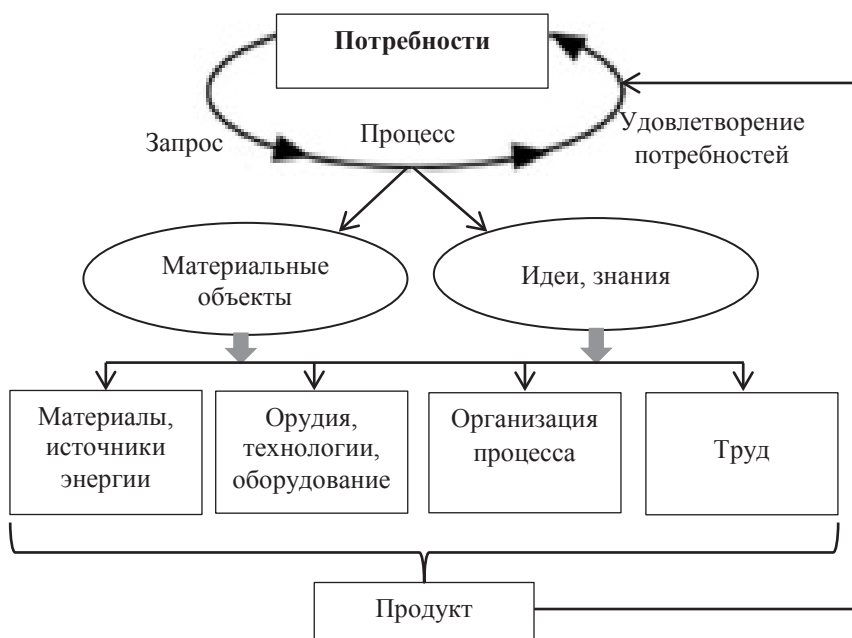 Потребности
Запрос
Процесс
Удовлетворение
потребностей
Материальные
объекты
Идеи, знания
Материалы,
источники
энергии
Орудия,
технологии,
оборудование
Организация
процесса
Труд
Продукт